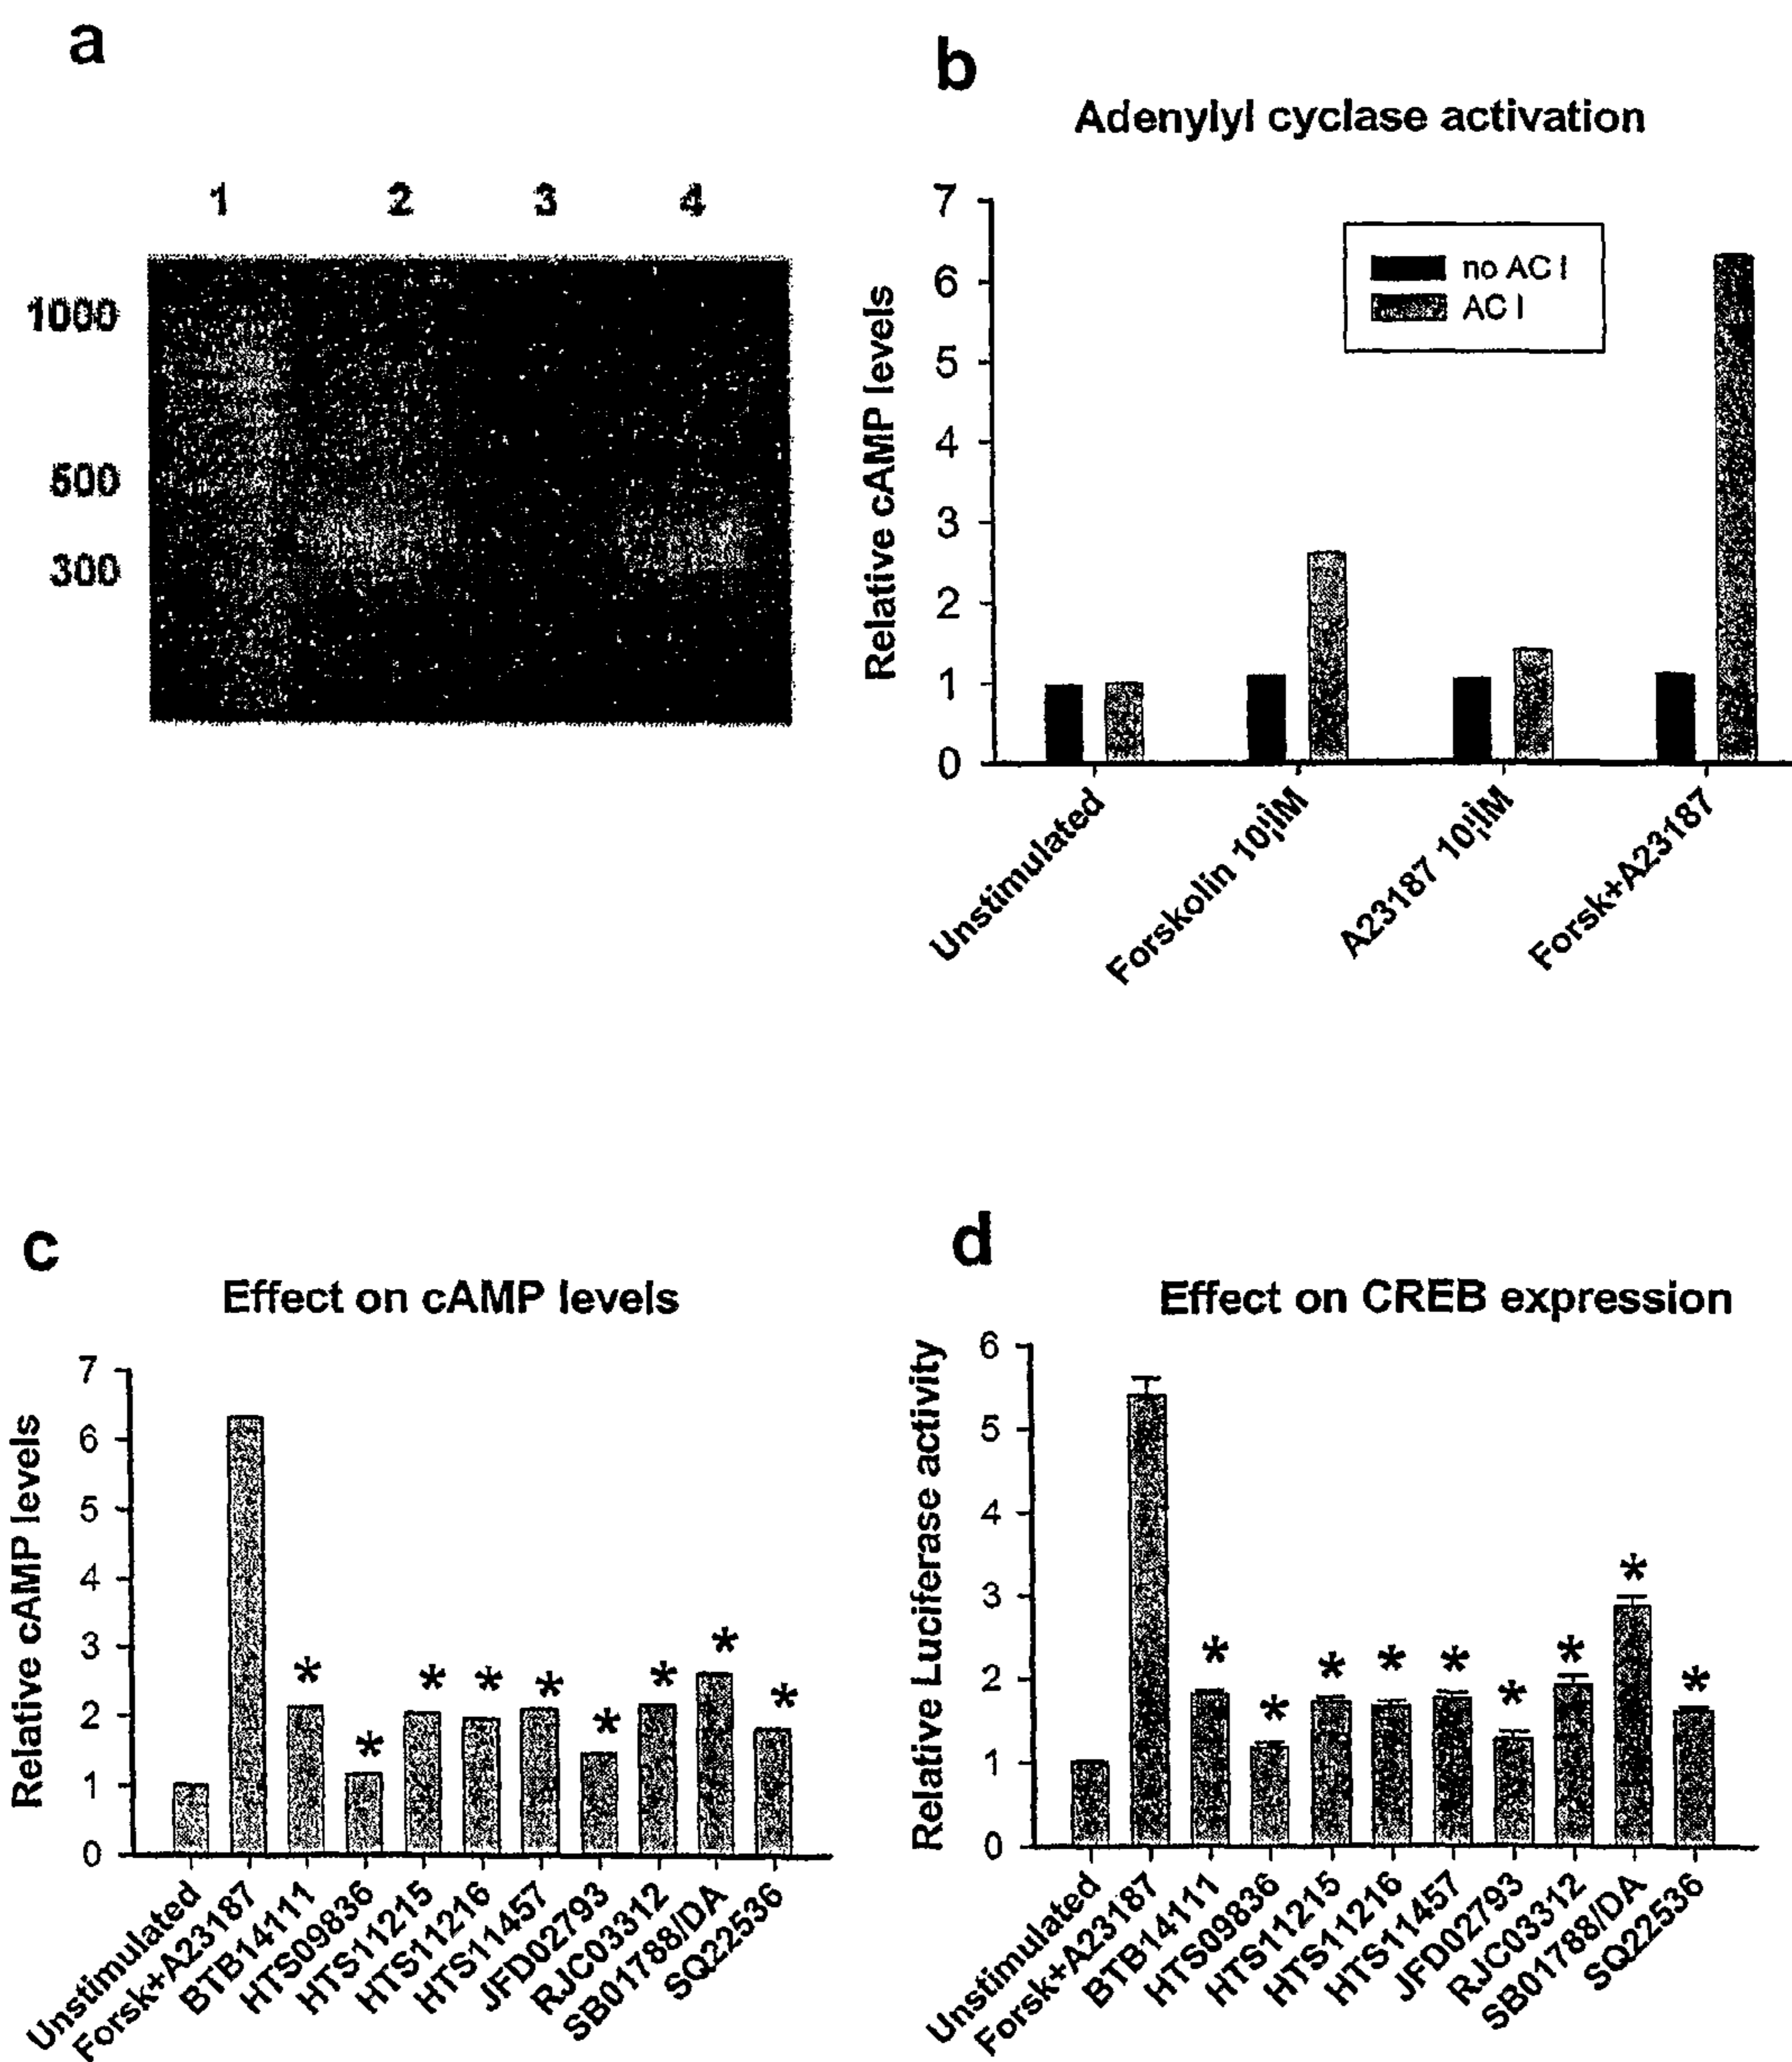 a
1 2 3 4
1000
500
300
b
Adenylyl cyclase activation
Relative cAMP levels
7
6
5
4
3
2
1
0
no AC I
AC I
Unstimulated
Forskolin 10¡IM
A23187 10¡IM
Forsk+A23187
c
Effect on cAMP levels
Relative cAMP levels
7
6
5
4
3
2
1
0
* * * * * * * * *
Unstimulated
Forsk+A23187
BTB14111
HTS09836
HTS11215
HTS11216
HTS11457
JFD02793
RJC03312
SB01788/DA
SQ22536
d
Effect on CREB expression
Relative Luciferase activity
6
5
4
3
2
1
0
* * * * * * * * *
Unstimulated
Forsk+A23187
BTB14111
HTS09836
HTS11215
HTS11216
HTS11457
JFD02793
RJC03312
SB01788/DA
SQ22536